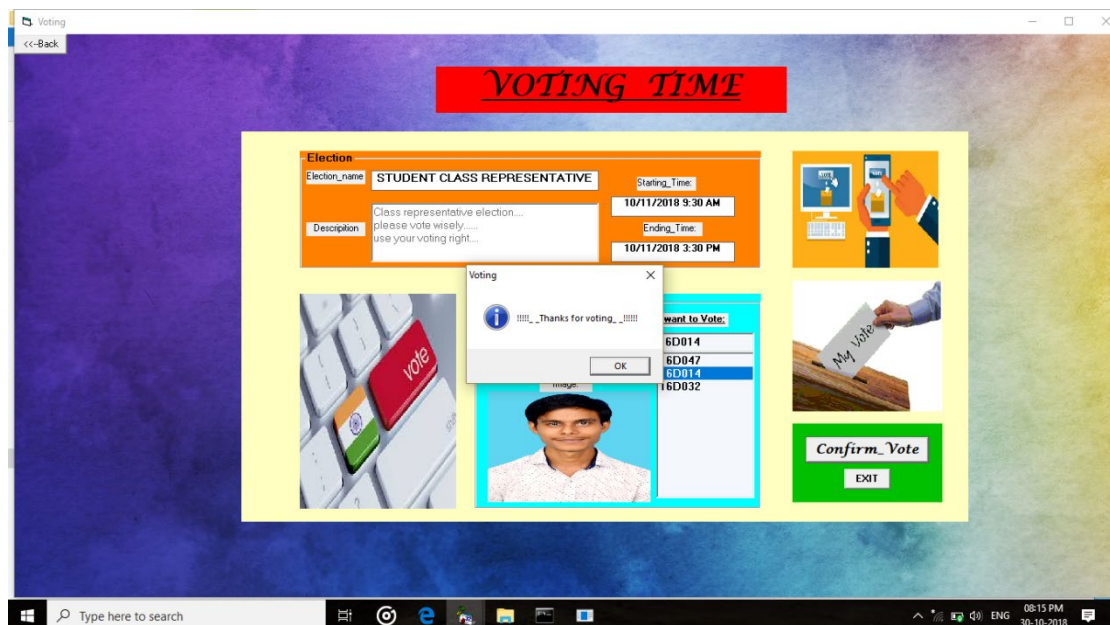 Voting
<<-Back
VOTING TIME
Election
Election_name
STUDENT CLASS REPRESENTATIVE
Starting_Time:
10/11/2018 9:30 AM
Description
Class representative election....
please vote wisely......
use your voting right....
Ending_Time:
10/11/2018 3:30 PM
vote
Voting
!!!!!_ _Thanks for voting_ _!!!!!!
OK
want to Vote:
6D014
6D047
6D014
16D032
Image:
vote
My Vote
Confirm_Vote
EXIT
Type here to search
ENG
08:15 PM
30-10-2018